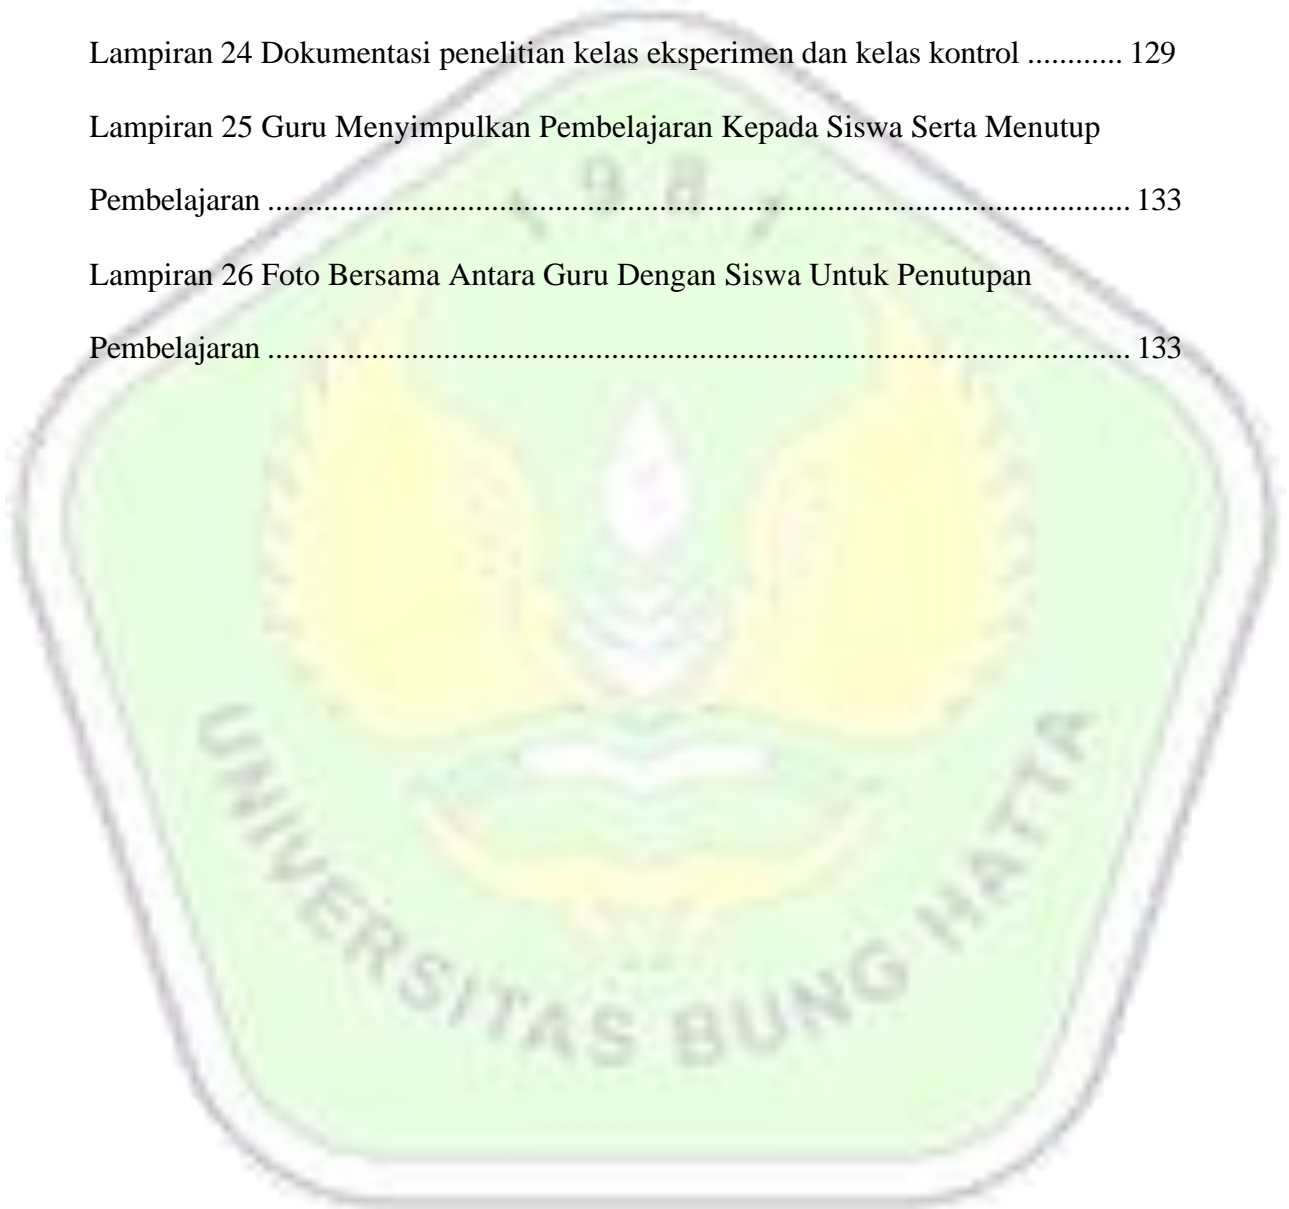 Lampiran 24 Dokumentasi penelitian kelas eksperimen dan kelas kontrol ............ 129
Lampiran 25 Guru Menyimpulkan Pembelajaran Kepada Siswa Serta Menutup
Pembelajaran ............................................................................................................. 133
Lampiran 26 Foto Bersama Antara Guru Dengan Siswa Untuk Penutupan
Pembelajaran ............................................................................................................. 133
1981
UNIVERSITAS BUNG HATTA